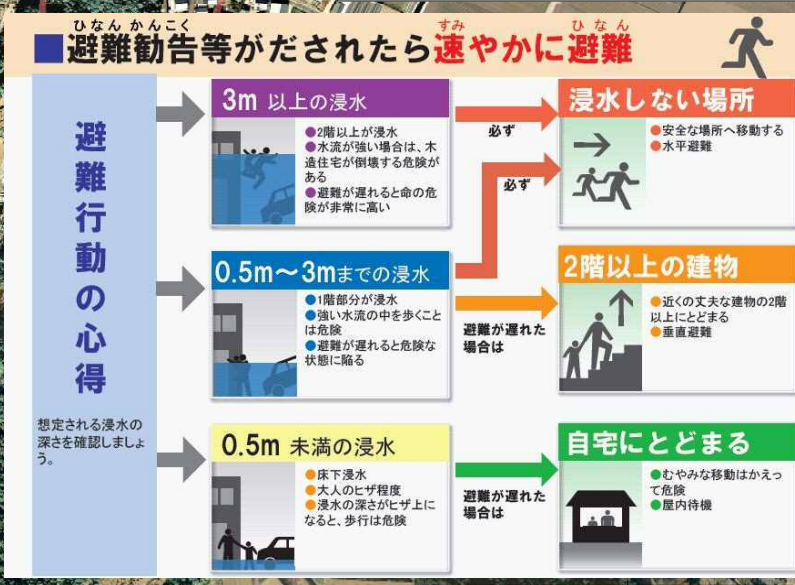 ひなんかんこく すみ ひなん
■避難勧告等がだされたら速やかに避難
避難行動の心得
想定される浸水の
深さを確認しましょ
う。
3m 以上の浸水
●2階以上が浸水
●水流が強い場合は、木
造住宅が倒壊する危険が
ある
●避難が遅れると命の危
険が非常に高い
必ず
浸水しない場所
●安全な場所へ移動する
●水平避難
0.5m～3mまでの浸水
●1階部分が浸水
●強い水流の中を歩くこと
は危険
●避難が遅れると危険な
状態に陥る
必ず
避難が遅れた
場合は
2階以上の建物
●近くの丈夫な建物の2階
以上にとどまる
●垂直避難
0.5m 未満の浸水
●床下浸水
●大人のヒザ程度
●浸水の深さがヒザ上に
なると、歩行は危険
避難が遅れた
場合は
自宅にとどまる
●むやみな移動はかえっ
て危険
●屋内待機